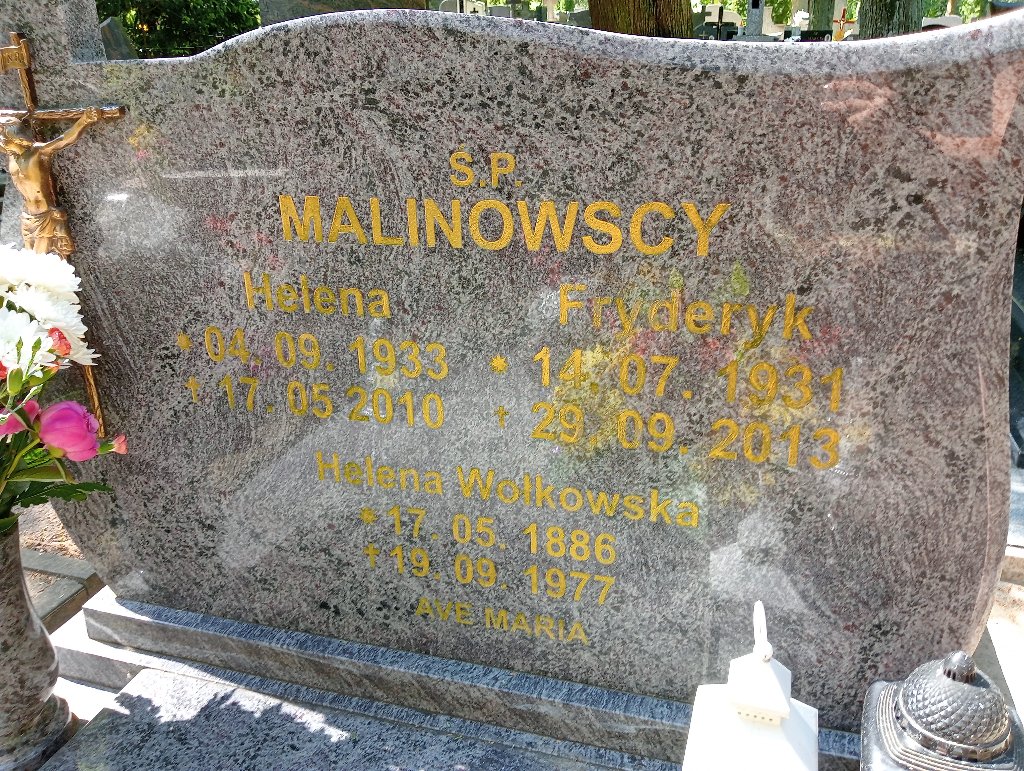 Ś.P.
MALINOWSCY
Helena
* 04. 09. 1933
† 17. 05 2010
Fryderyk
* 14. 07. 1931
† 29. 09. 2013
Helena Wołkowska
* 17. 05. 1886
† 19. 09. 1977
AVE MARIA